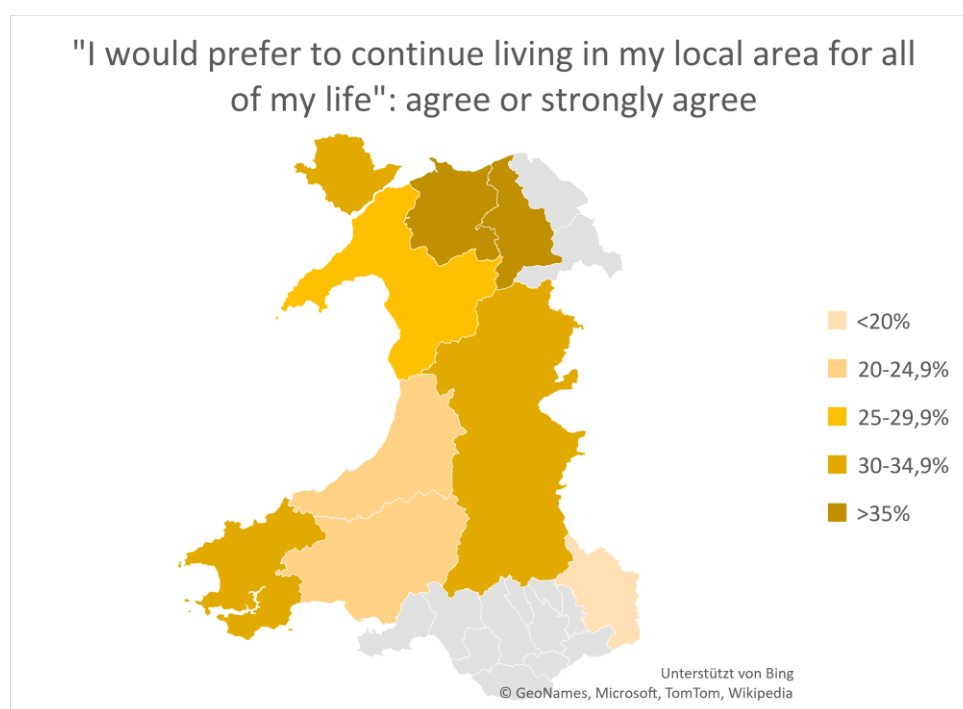 "I would prefer to continue living in my local area for all
of my life": agree or strongly agree
<20%
20-24,9%
25-29,9%
30-34,9%
>35%
Unterstützt von Bing
© GeoNames, Microsoft, TomTom, Wikipedia